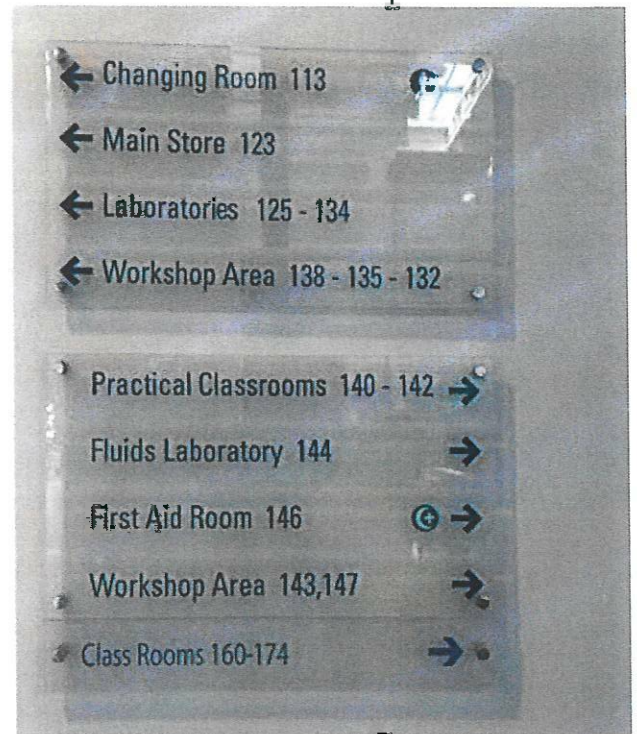 ← Changing Room 113
← Main Store 123
← Laboratories 125 - 134
← Workshop Area 138 - 135 - 132
Practical Classrooms 140 - 142 →
Fluids Laboratory 144 →
First Aid Room 146 →
Workshop Area 143,147 →
Class Rooms 160-174 →